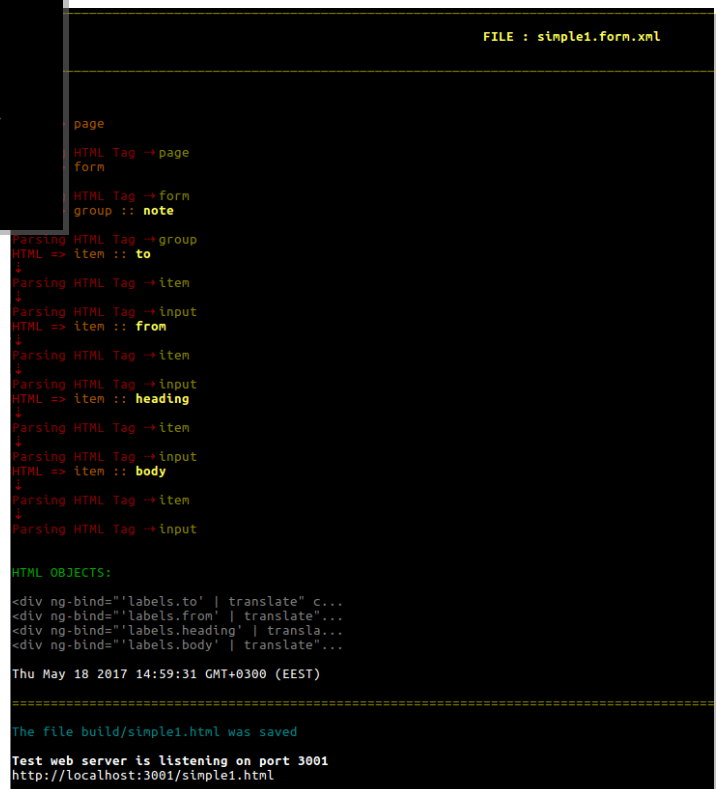 FILE : simple1.form.xml
page
HTML Tag ⇢page
form
HTML Tag ⇢form
group :: note
Parsing HTML Tag ⇢group
HTML => item :: to
⇣
Parsing HTML Tag ⇢item
⇣
Parsing HTML Tag ⇢input
HTML => item :: from
⇣
Parsing HTML Tag ⇢item
⇣
Parsing HTML Tag ⇢input
HTML => item :: heading
⇣
Parsing HTML Tag ⇢item
⇣
Parsing HTML Tag ⇢input
HTML => item :: body
⇣
Parsing HTML Tag ⇢item
⇣
Parsing HTML Tag ⇢input
HTML OBJECTS:
<div ng-bind="'labels.to' | translate" c...
<div ng-bind="'labels.from' | translate"...
<div ng-bind="'labels.heading' | transla...
<div ng-bind="'labels.body' | translate"...
Thu May 18 2017 14:59:31 GMT+0300 (EEST)
The file build/simple1.html was saved
Test web server is listening on port 3001
http://localhost:3001/simple1.html